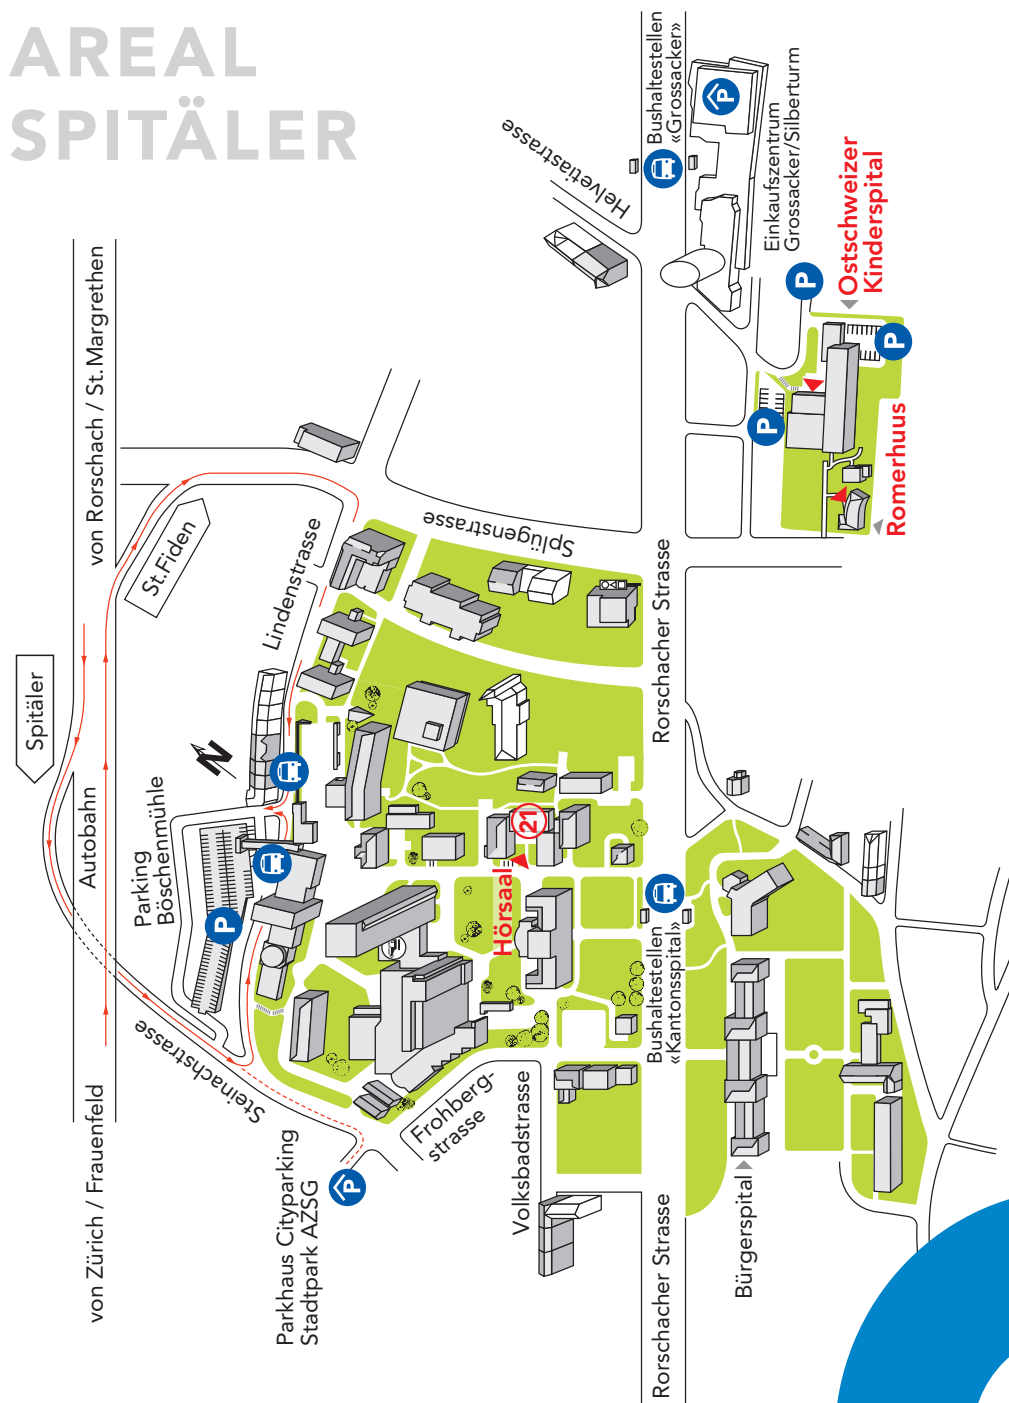 AREAL
SPITÄLER
Spitäler
von Rorschach / St.Margrethen
Autobahn
von Zürich / Frauenfeld
St.Fiden
Lindenstrasse
Parking
Böschenmühle
N
P
Steinachstrasse
Parkhaus Cityparking
Stadtpark AZSG
P
Frohberg-
strasse
Volksbadstrasse
Splügenstrasse
Helvetiastrasse
Hörsaal
21
Bushaltestellen
«Grossacker»
P
Einkaufszentrum
Grossacker/Silberturm
P
Ostschweizer
Kinderspital
P
P
Romerhuus
Rorschacher Strasse
Bushaltestellen
«Kantonsspital»
Rorschacher Strasse
Bürgerspital